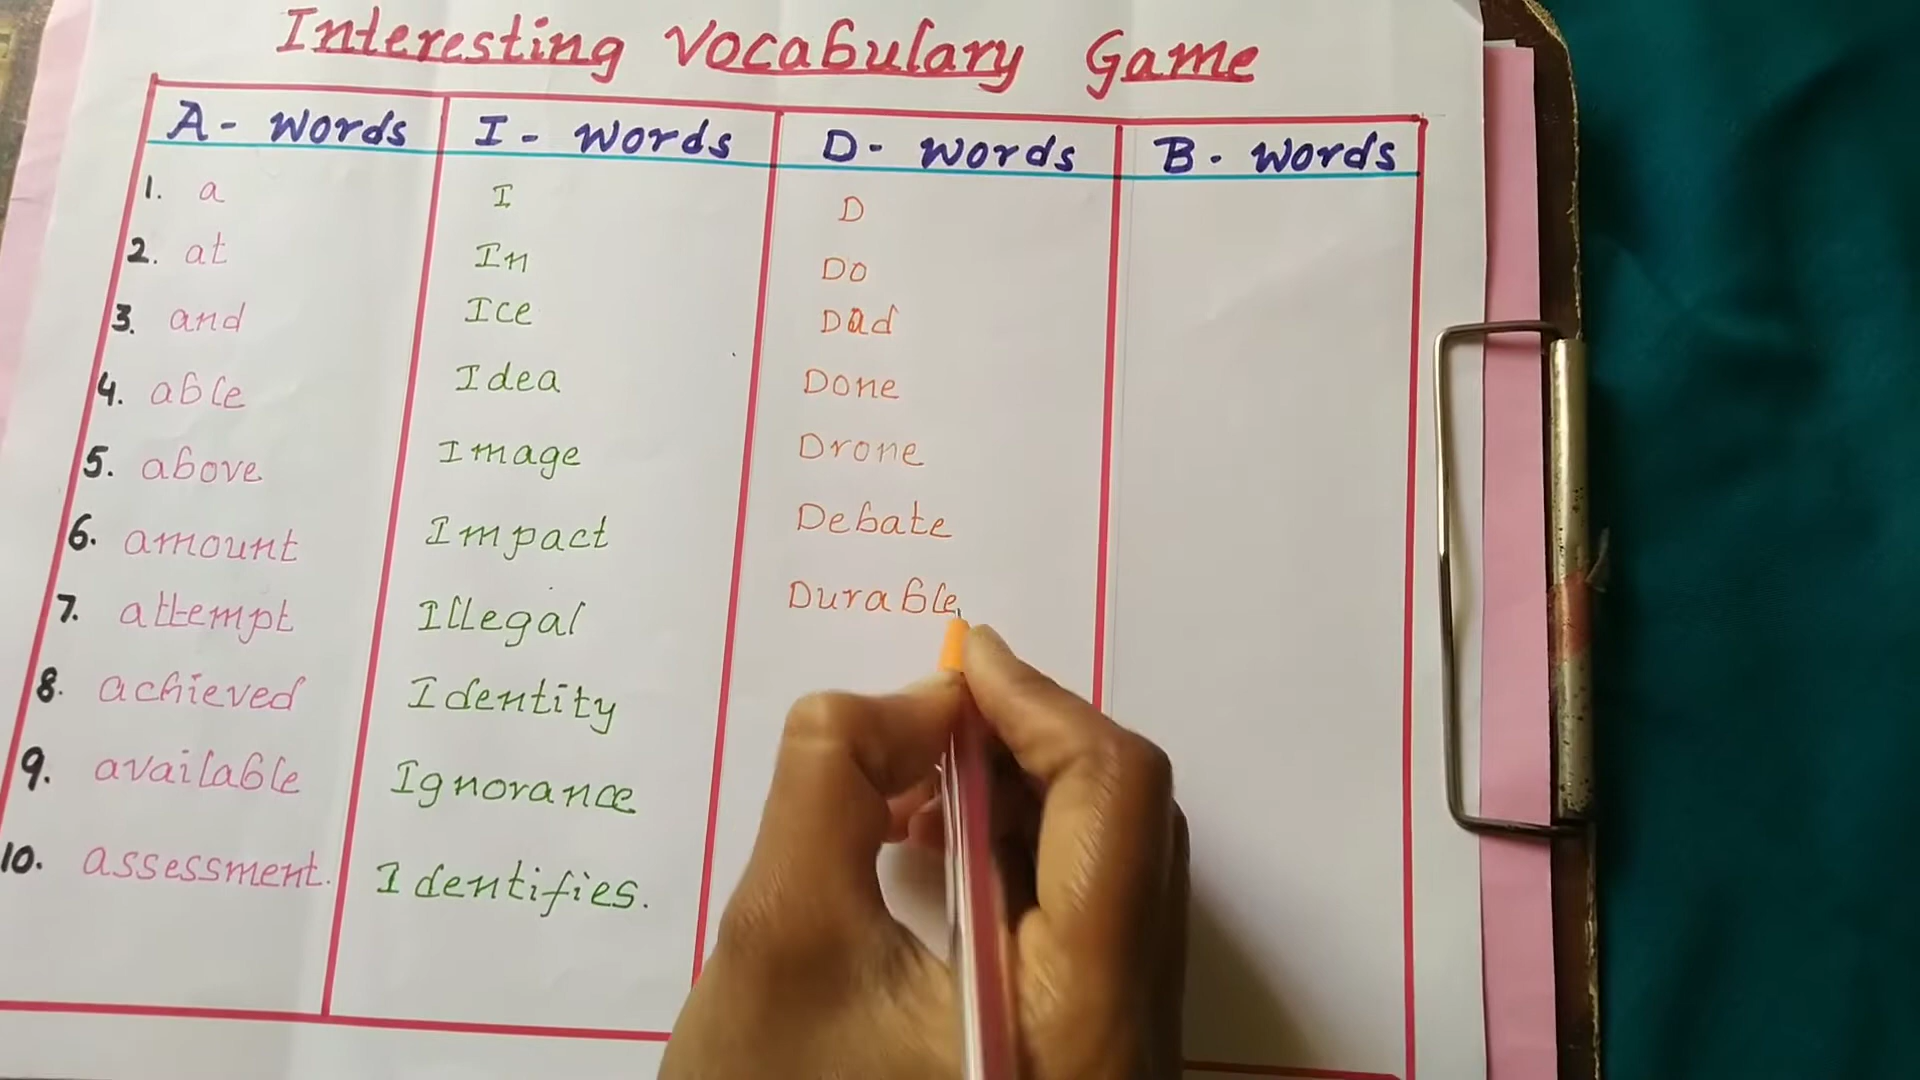 Interesting Vocabulary Game
A - Words I - Words D - Words B - Words
1. a I D
2. at In Do
3. and Ice Dad
4. able Idea Done
5. above Image Drone
6. amount Impact Debate
7. attempt Illegal Durable
8. achieved Identity
9. available Ignorance
10. assessment. Identifies.